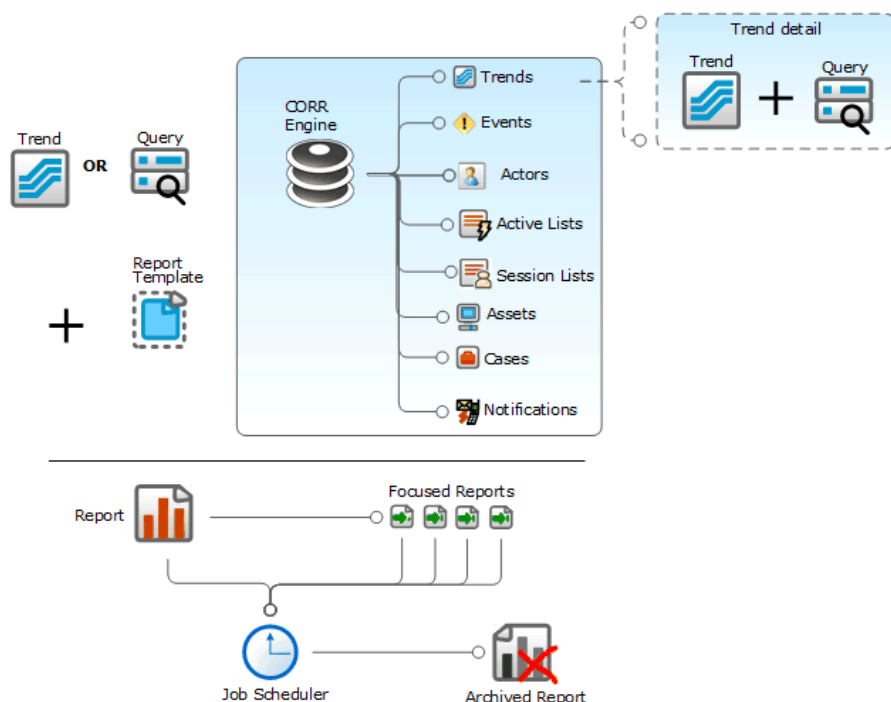 Trend detail
Trend
Query
CORR
Engine
Trends
Events
Actors
Active Lists
Session Lists
Assets
Cases
Notifications
Trend
OR
Query
Report
Template
Report
Focused Reports
Job Scheduler
Archived Report